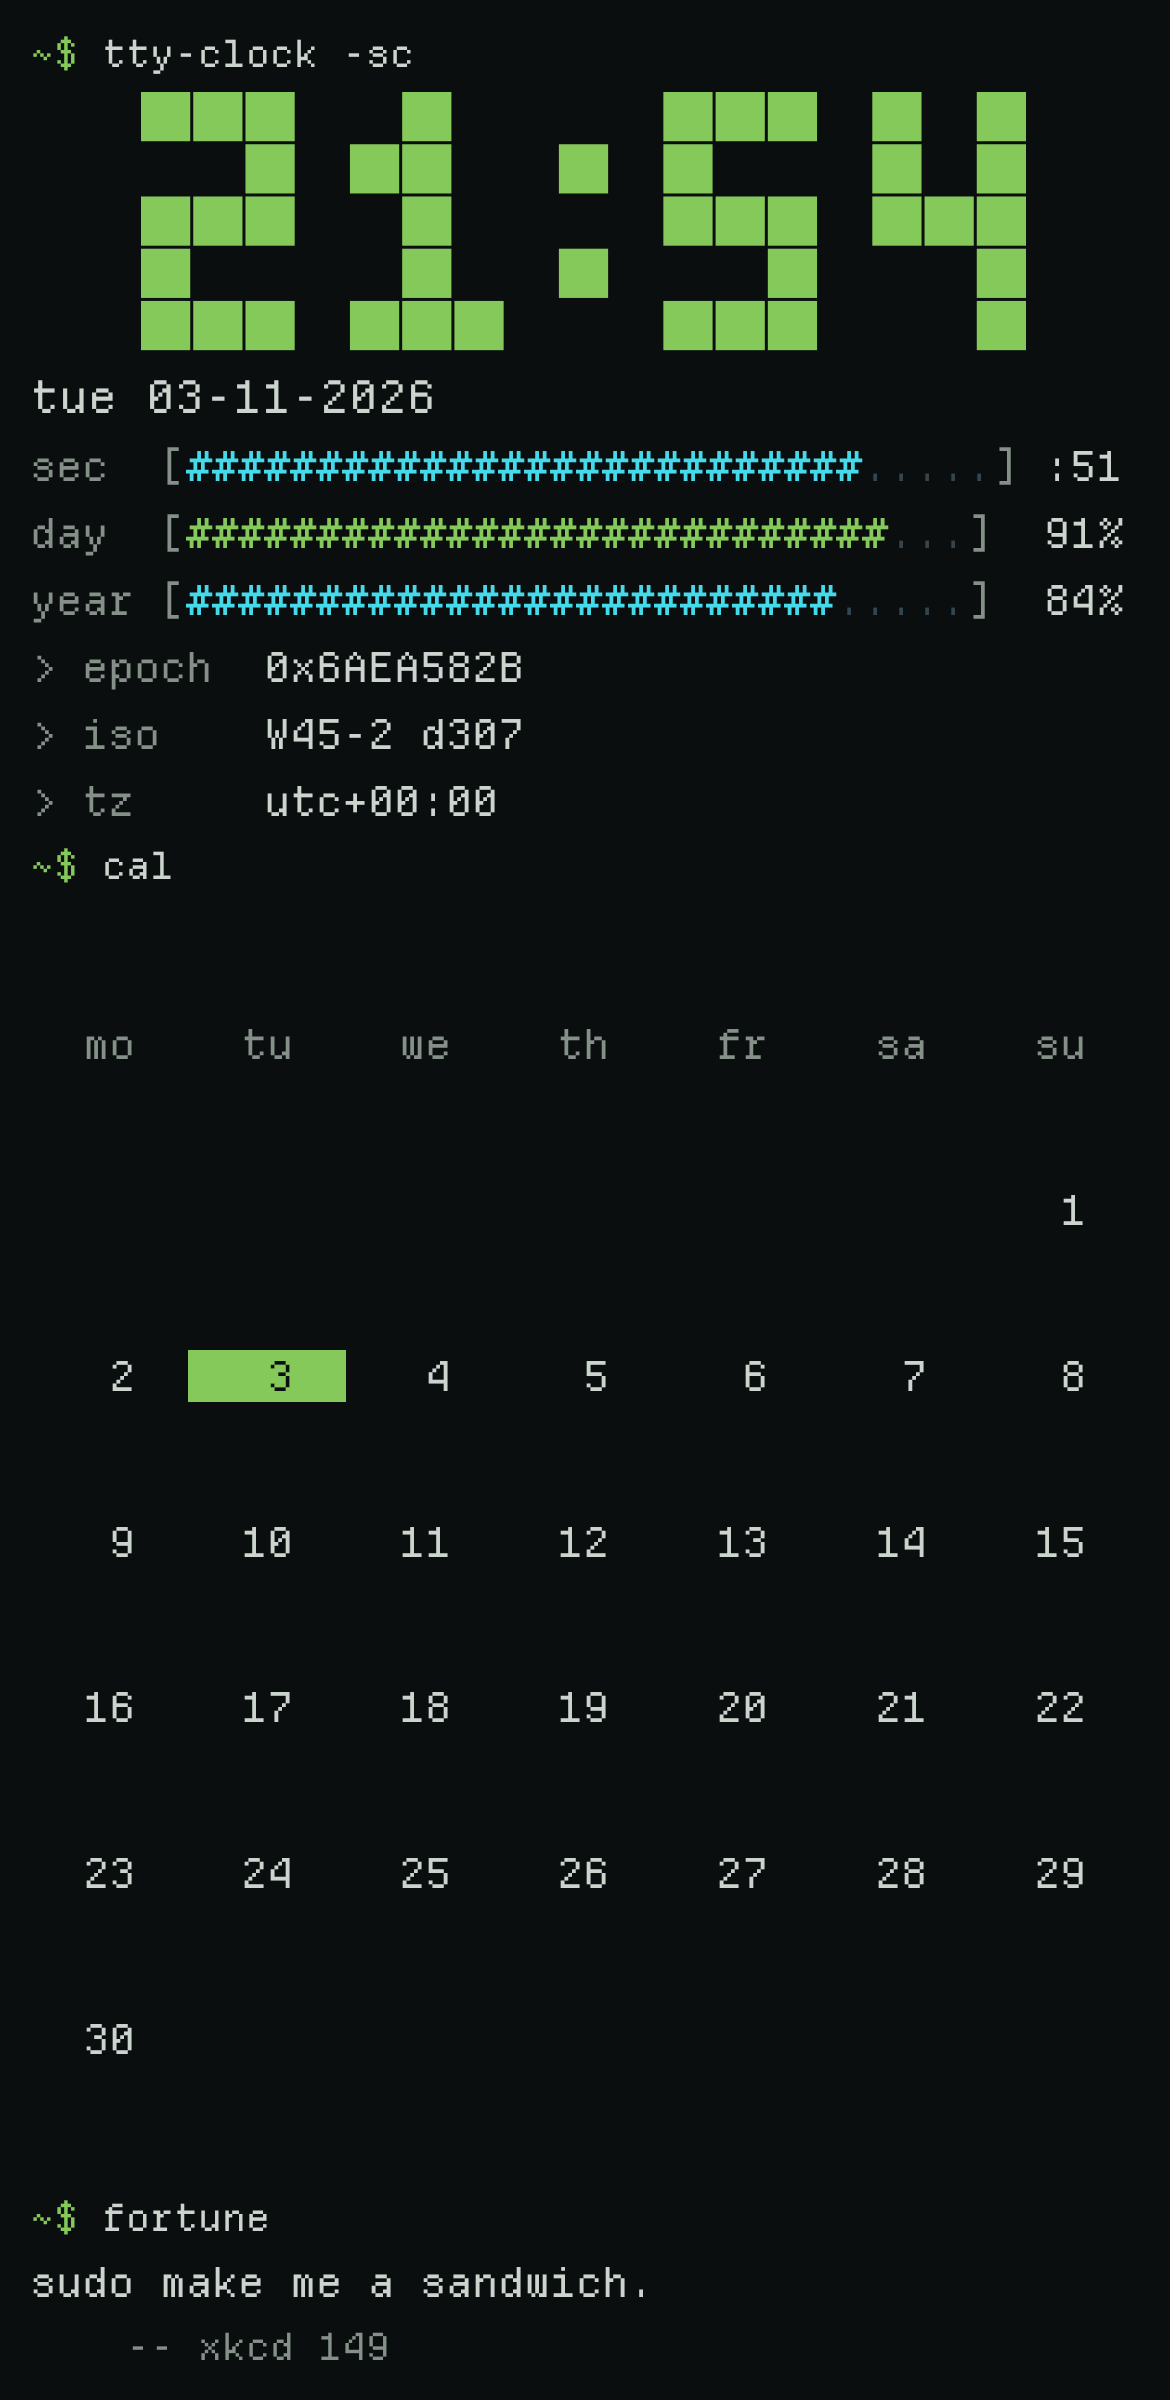 ~$ tty-clock -sc
21:54
tue 03-11-2026
sec [##########################.....] :51
day [###########################...] 91%
year [#########################.....] 84%
> epoch 0x6AEA582B
> iso W45-2 d307
> tz utc+00:00
~$ cal
mo tu we th fr sa su
1
2 3 4 5 6 7 8
9 10 11 12 13 14 15
16 17 18 19 20 21 22
23 24 25 26 27 28 29
30
~$ fortune
sudo make me a sandwich.
-- xkcd 149